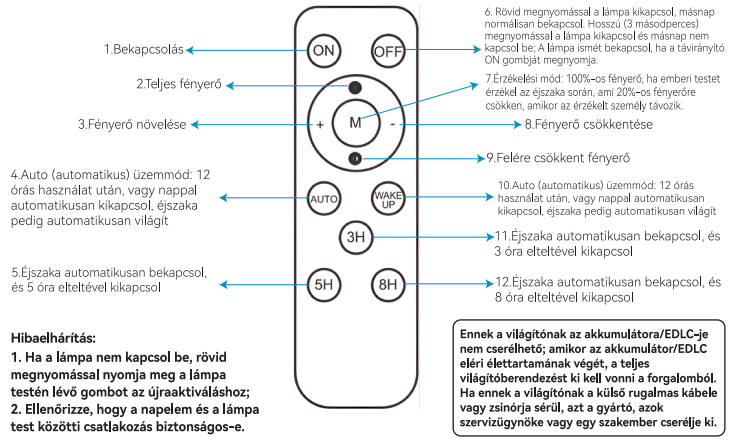 1.Bekapcsolás
2.Teljes fényerő
3.Fényerő növelése
4.Auto (automatikus) üzemmód: 12
órás használat után, vagy nappal
automatikusan kikapcsol, éjszaka
pedig automatikusan világít
5.Éjszaka automatikusan bekapcsol,
és 5 óra elteltével kikapcsol
ON
OFF
+
M
-
AUTO
WAKE
UP
3H
5H
8H
6. Rövid megnyomással a lámpa kikapcsol, másnap
normálisan bekapcsol. Hosszú (3 másodperces)
megnyomással a lámpa kikapcsol és másnap nem
kapcsol be; A lámpa ismét bekapcsol, ha a távirányító
ON gombját megnyomja.
7.Érzékelési mód: 100%-os fényerő, ha emberi testet
érzékel az éjszaka során, ami 20%-os fényerőre
csökken, amikor az érzékelt személy távozik.
8.Fényerő csökkentése
9.Felére csökkent fényerő
10.Auto (automatikus) üzemmód: 12 órás
használat után, vagy nappal automatikusan
kikapcsol, éjszaka pedig automatikusan világít
11.Éjszaka automatikusan bekapcsol, és
3 óra elteltével kikapcsol
12.Éjszaka automatikusan bekapcsol, és
8 óra elteltével kikapcsol
Hibaelhárítás:
1. Ha a lámpa nem kapcsol be, rövid
megnyomással nyomja meg a lámpa
testén lévő gombot az újraaktiváláshoz;
2. Ellenőrizze, hogy a napelem és a lámpa
test közötti csatlakozás biztonságos-e.
Ennek a világítónak az akkumulátora/EDLC-je
nem cserélhető; amikor az akkumulátor/EDLC
eléri élettartamának végét, a teljes
világítóberendezést ki kell vonni a forgalomból.
Ha ennek a világítónak a külső rugalmas kábele
vagy zsinórja sérül, azt a gyártó, azok
szervizügynöke vagy egy szakember cserélje ki.